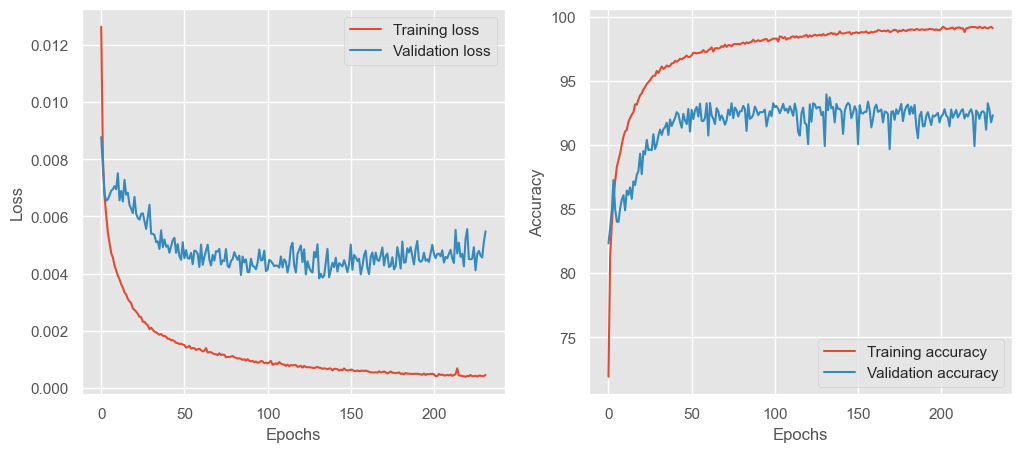 Training loss
Validation loss
0.012
0.010
0.008
0.006
0.004
0.002
0.000
Loss
0
50
100
150
200
Epochs
100
95
90
85
80
75
Accuracy
Training accuracy
Validation accuracy
0
50
100
150
200
Epochs